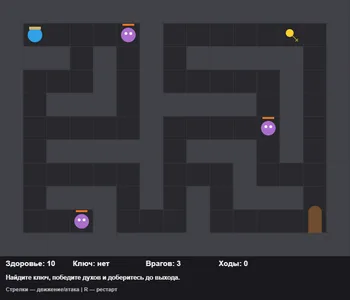 Здоровье: 10 Ключ: нет Врагов: 3 Ходы: 0
Найдите ключ, победите духов и доберитесь до выхода.
Стрелки — движение/атака | R — рестарт